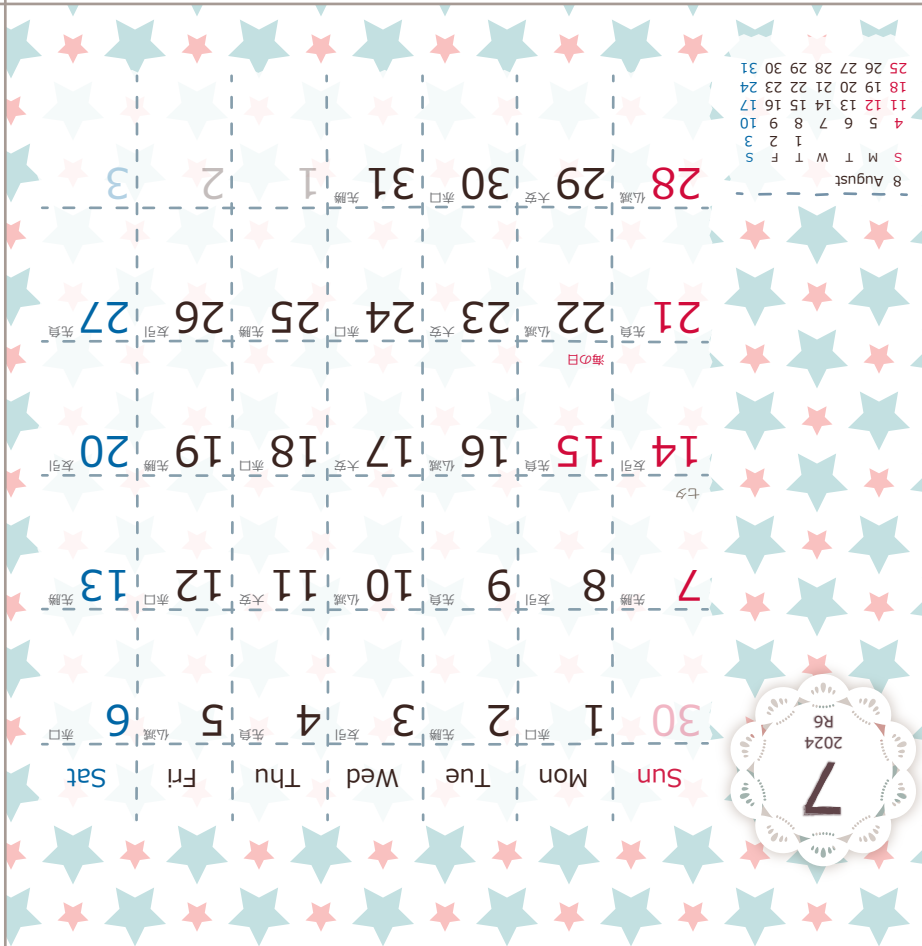 7
2024
R6
Sun Mon Tue Wed Thu Fri Sat
30 1 赤口 2 先勝 3 友引 4 先負 5 仏滅 6 赤口
7 先勝 8 友引 9 先負 10 仏滅 11 大安 12 赤口 13 先勝
七夕
14 友引 15 先負 16 仏滅 17 大安 18 赤口 19 先勝 20 友引
海の日
21 先負 22 仏滅 23 大安 24 赤口 25 先勝 26 友引 27 先負
28 仏滅 29 大安 30 赤口 31 先勝 1 2 3
8 August
S M T W T F S
1 2 3
4 5 6 7 8 9 10
11 12 13 14 15 16 17
18 19 20 21 22 23 24
25 26 27 28 29 30 31